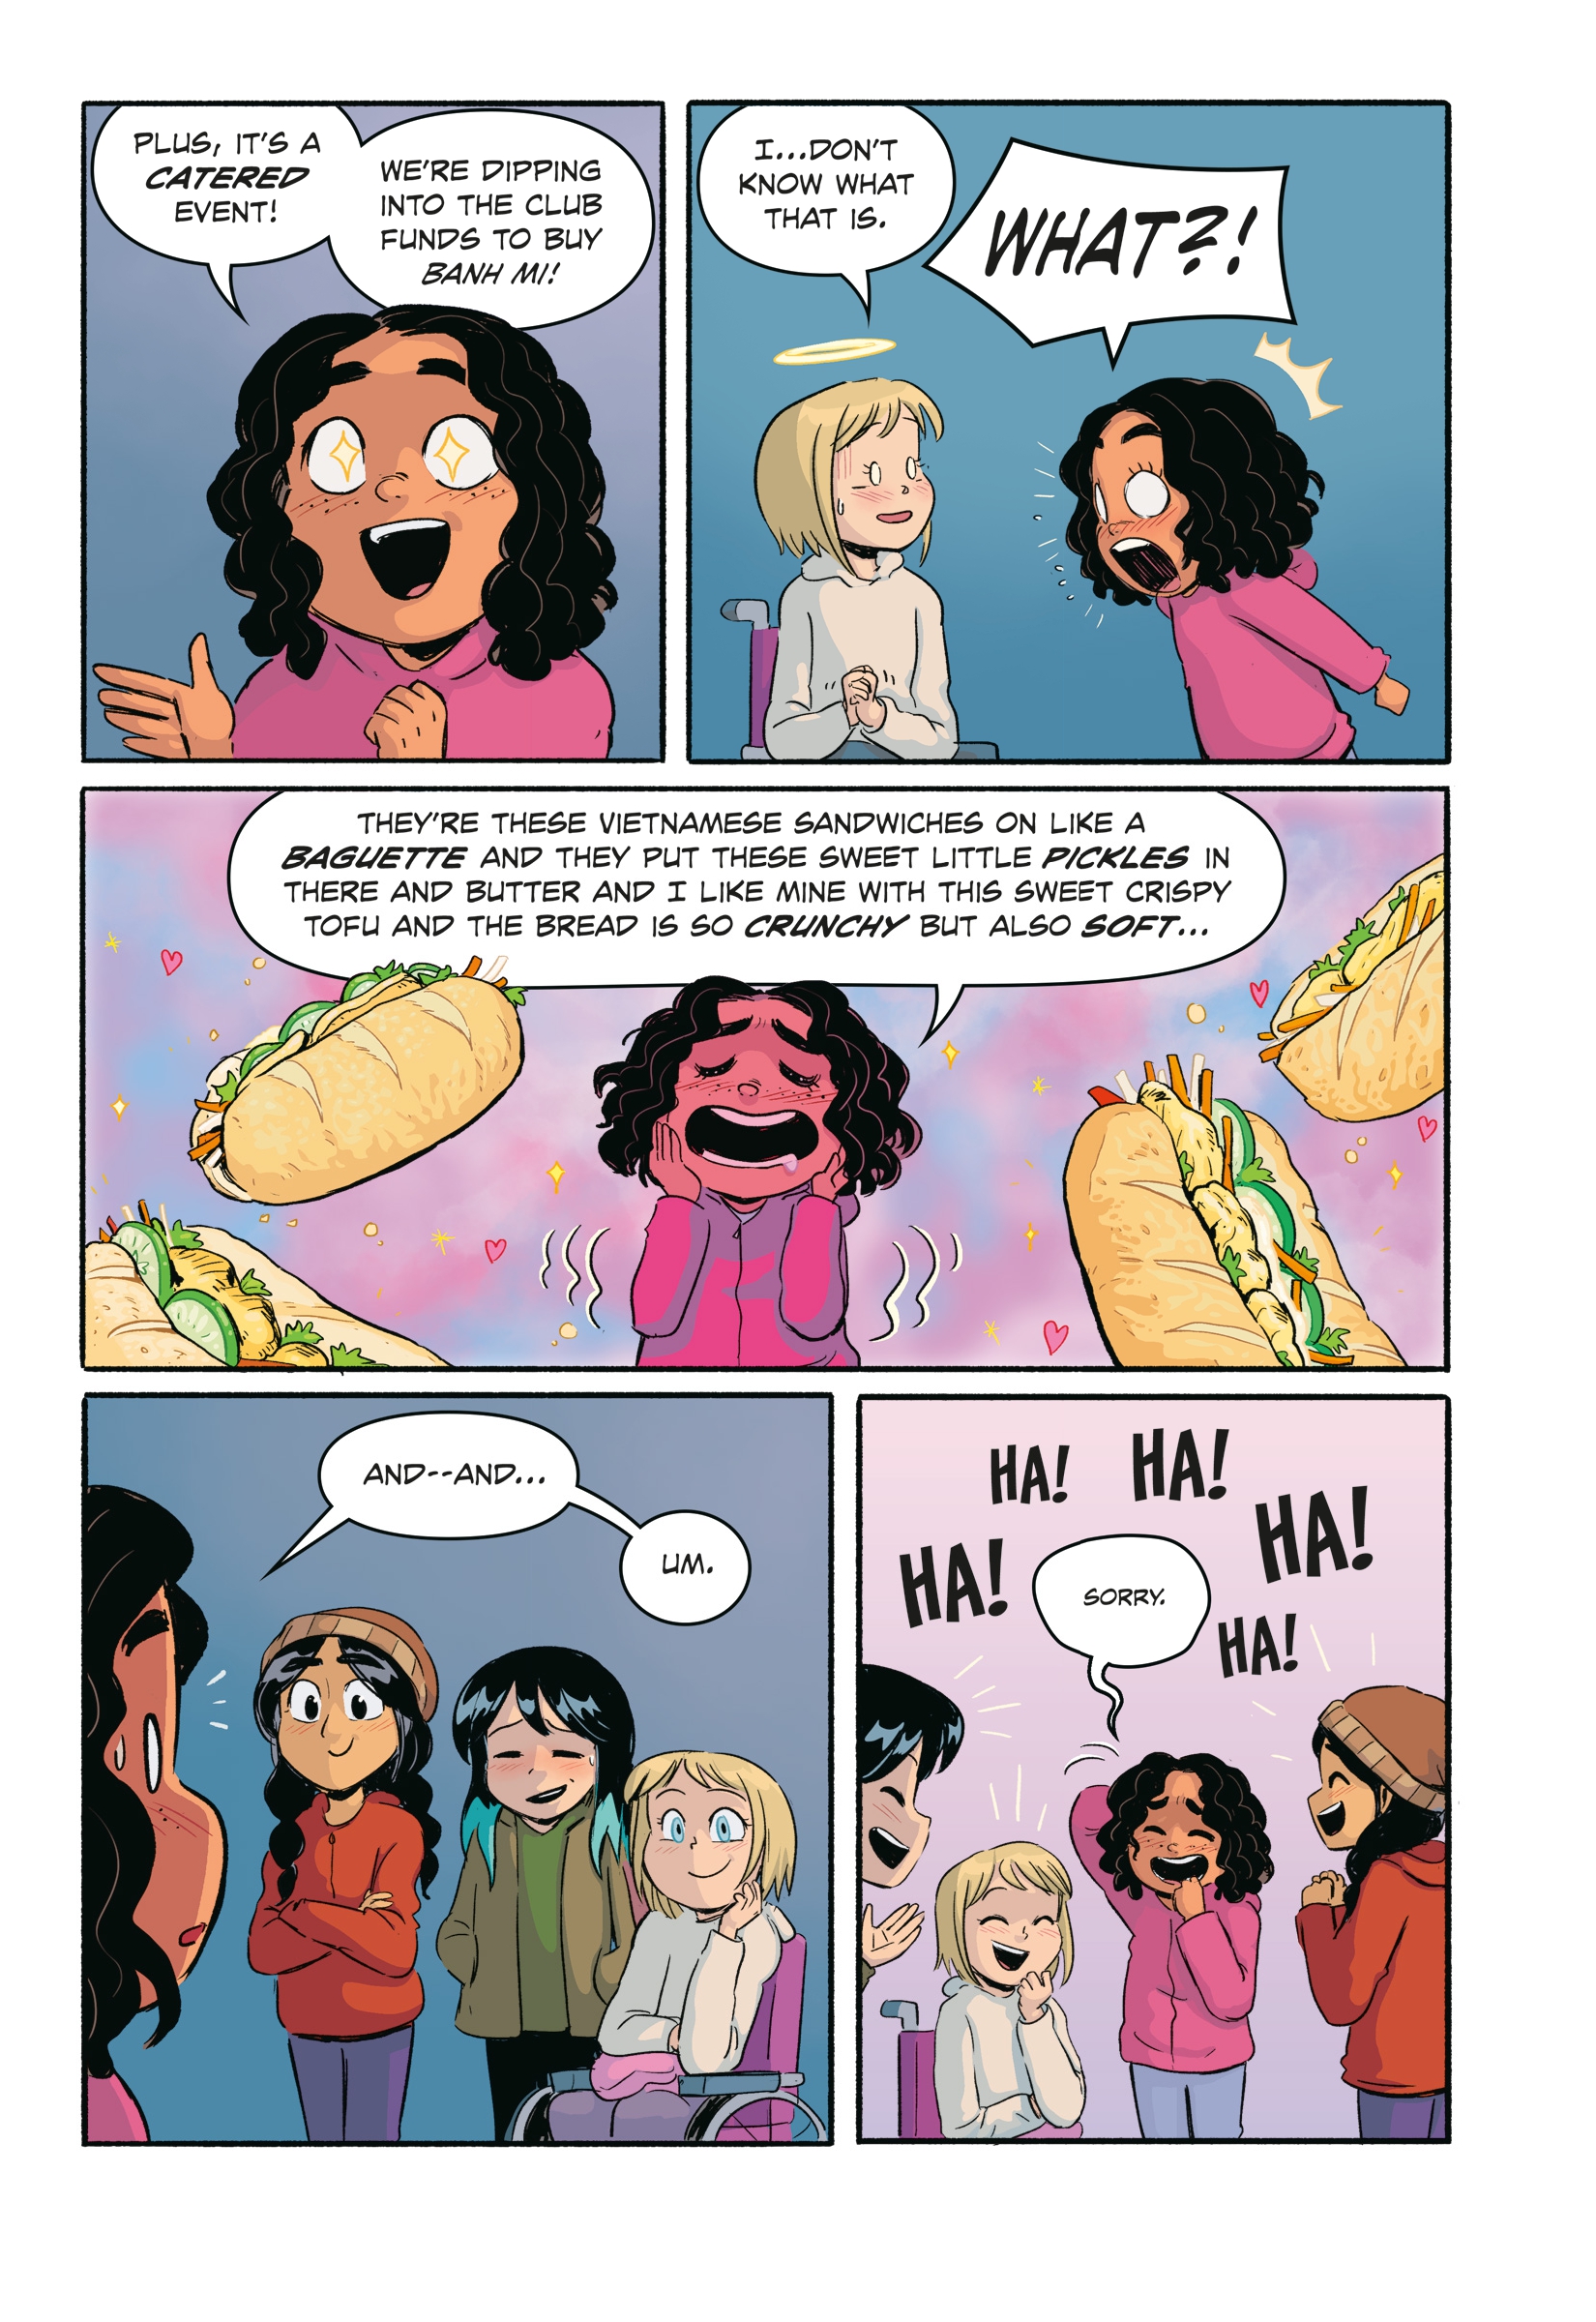 PLUS, IT'S A
CATERED
EVENT!
WE'RE DIPPING
INTO THE CLUB
FUNDS TO BUY
BANH MI!
I...DON'T
KNOW WHAT
THAT IS.
WHAT?!
THEY'RE THESE VIETNAMESE SANDWICHES ON LIKE A
BAGUETTE AND THEY PUT THESE SWEET LITTLE PICKLES IN
THERE AND BUTTER AND I LIKE MINE WITH THIS SWEET CRISPY
TOFU AND THE BREAD IS SO CRUNCHY BUT ALSO SOFT...
AND--AND...
UM.
HA!
HA!
HA!
HA!
SORRY.
HA!